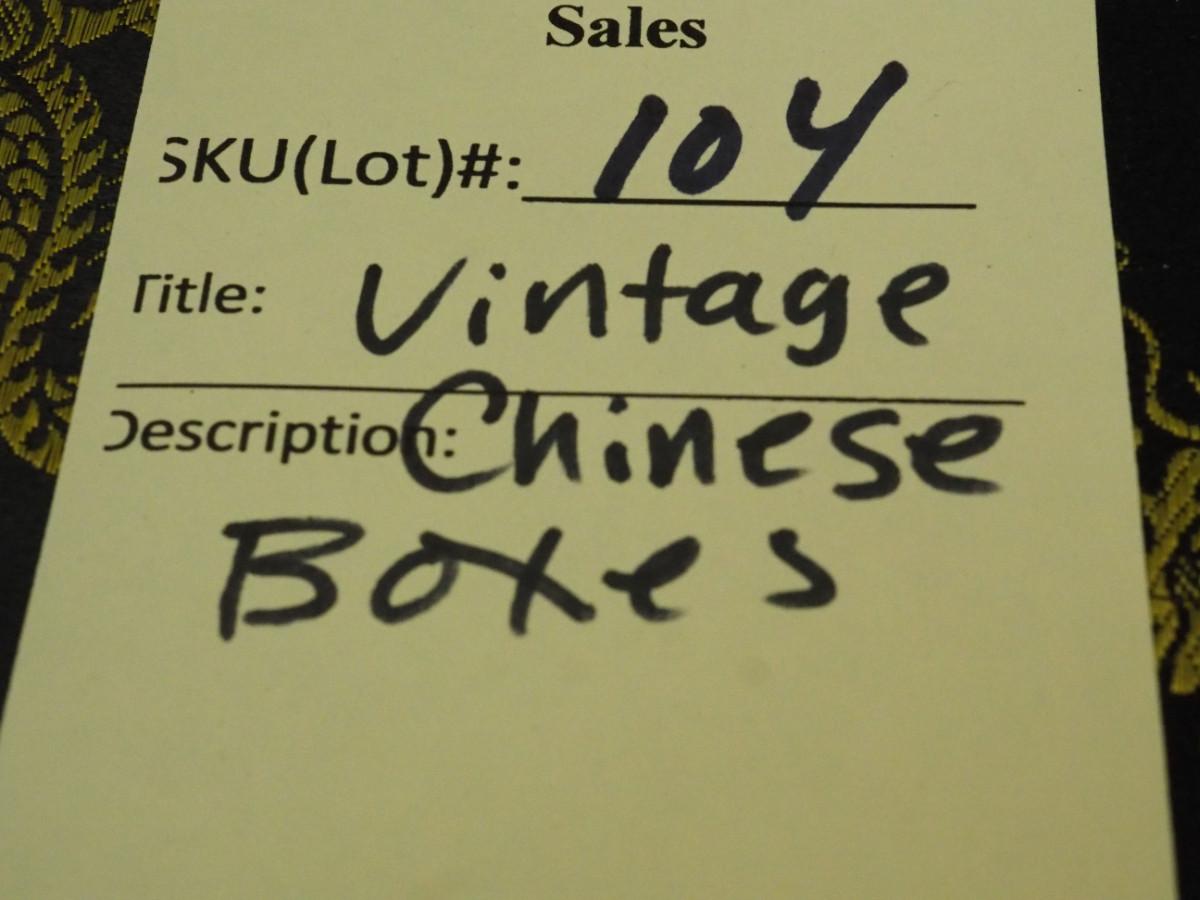 Sales
SKU(Lot)#: 104
Title: Vintage
Description: Chinese
Boxes